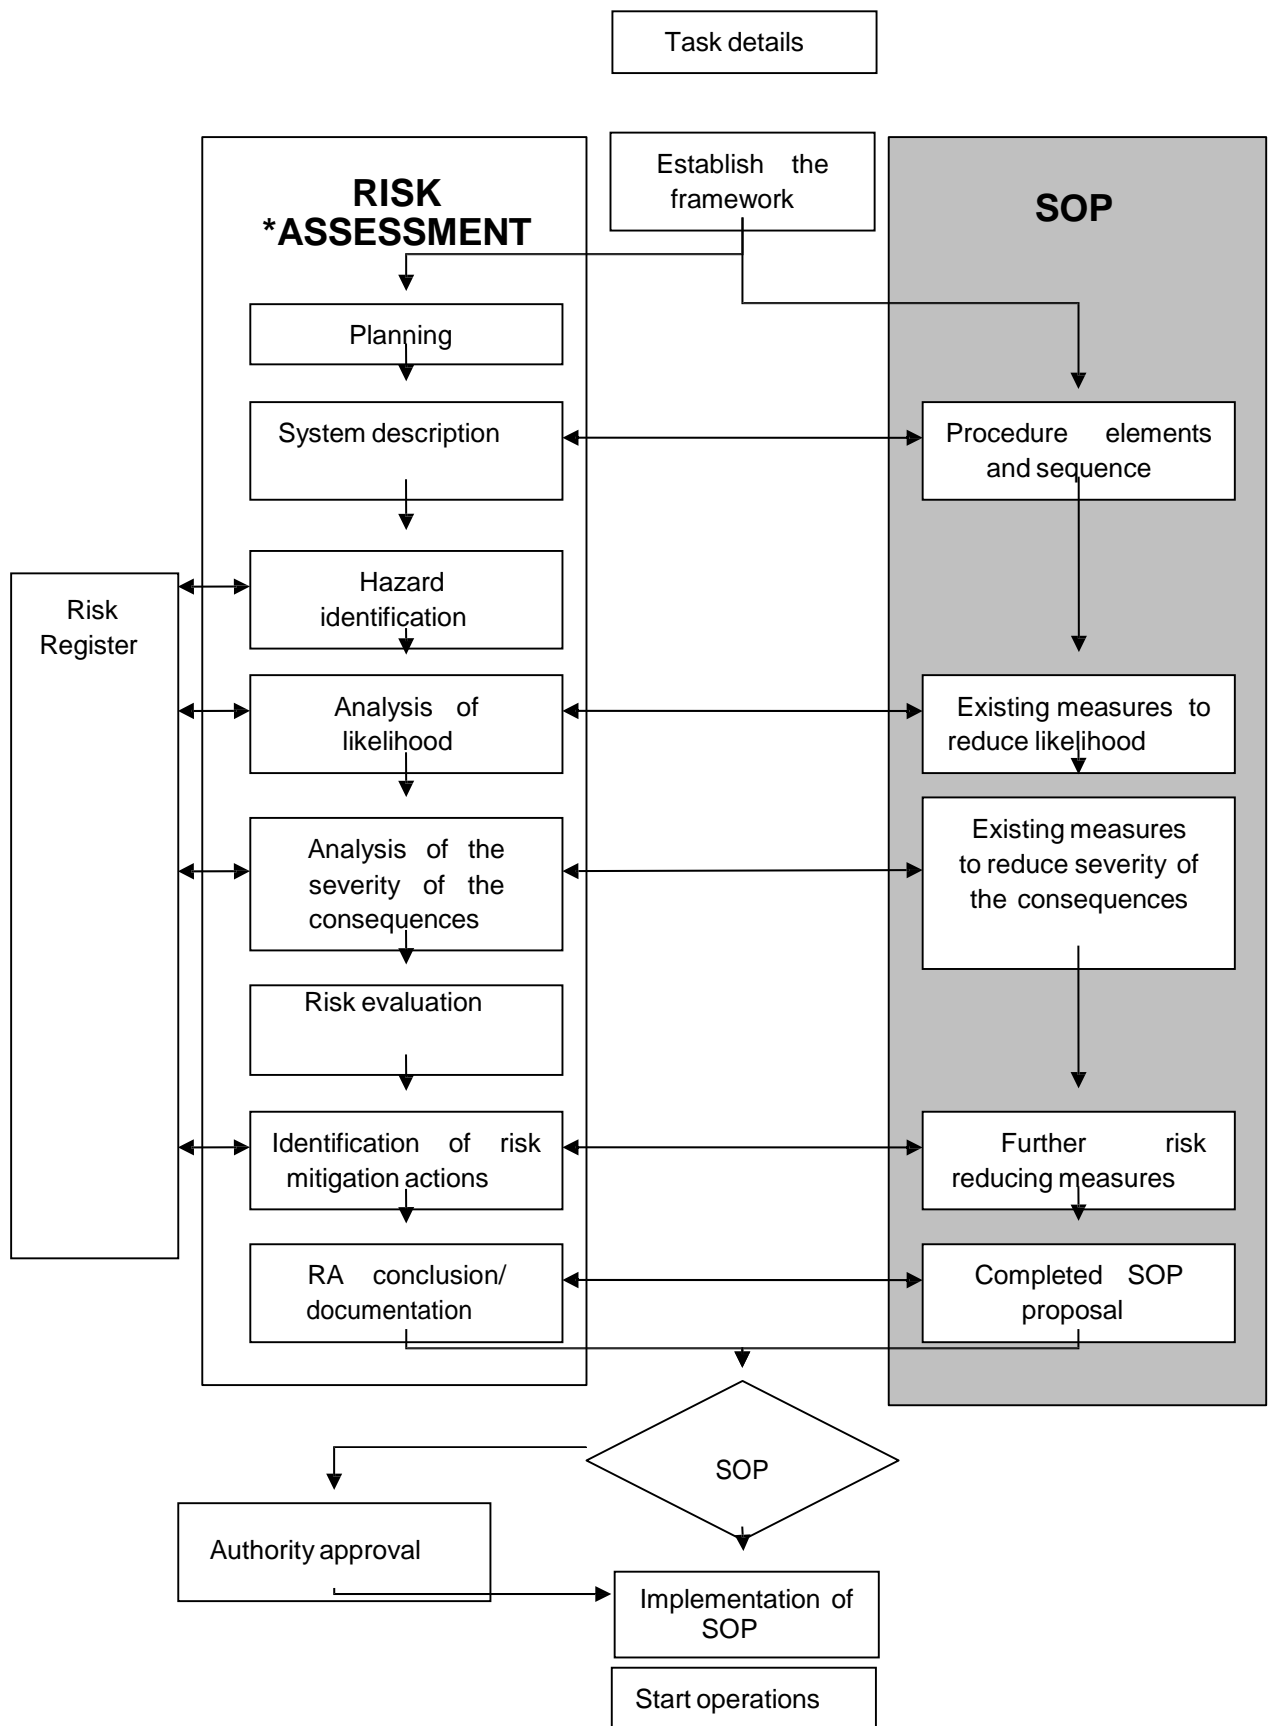 Task details
Establish the
framework
RISK
*ASSESSMENT
SOP
Planning
System description
Procedure elements
and sequence
Hazard
identification
Risk
Register
Analysis of
likelihood
Existing measures to
reduce likelihood
Analysis of the
severity of the
consequences
Existing measures
to reduce severity of
the consequences
Risk evaluation
Identification of risk
mitigation actions
Further risk
reducing measures
RA conclusion/
documentation
Completed SOP
proposal
SOP
Authority approval
Implementation of
SOP
Start operations